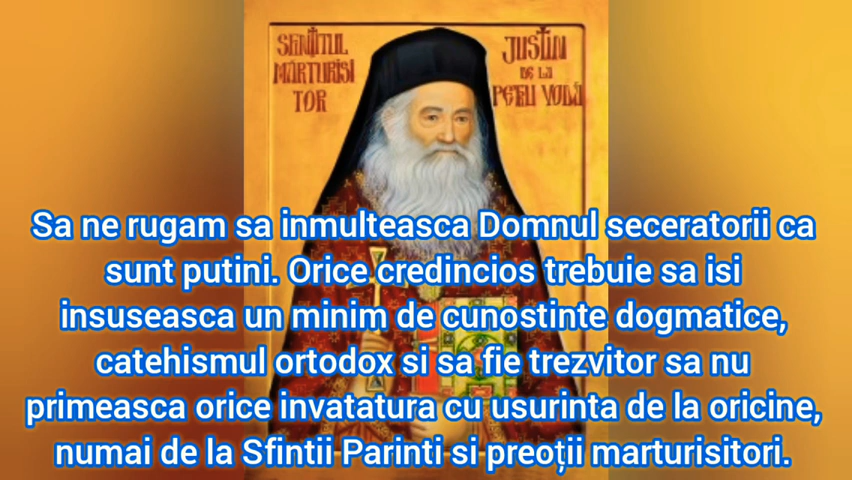 SFINTITUL
MĂRTURISI
TOR
JUSTIN
DE LA
PETRU VODĂ
Sa ne rugam sa inmulteasca Domnul seceratorii ca
sunt putini. Orice credincios trebuie sa isi
insuseasca un minim de cunostinte dogmatice,
catehismul ortodox si sa fie trezvitor sa nu
primeasca orice invatatura cu usurinta de la oricine,
numai de la Sfintii Parinti si preoții marturisitori.